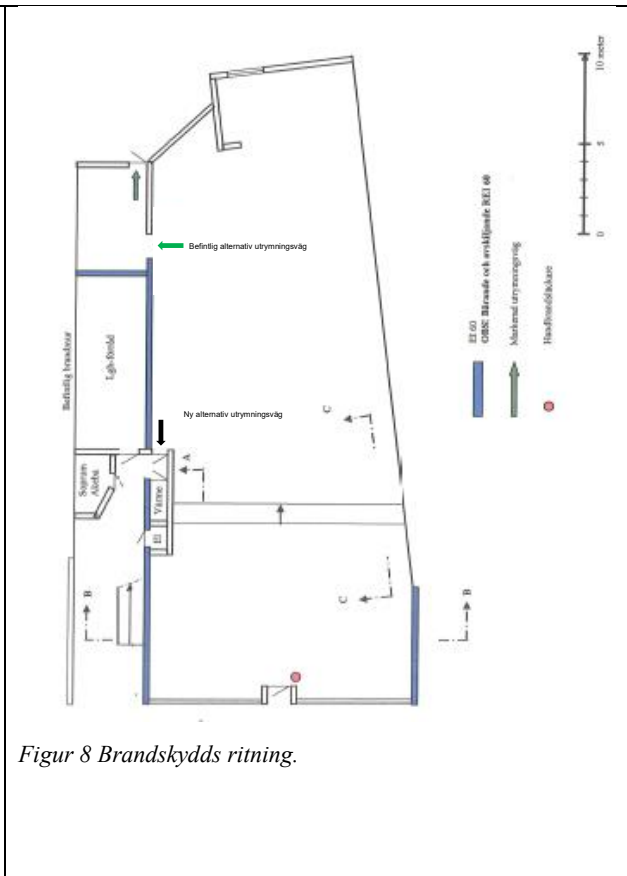 Befintlig brandmur
Lgh-förråd
Befintlig alternativ utrymningsväg
Ny alternativ utrymningsväg
Soprum
A
Värme
El
B
B
C
C
0
5
10 meter
EI 60
OBS! Bärande och avskiljande REI 60
Markerad utrymningsväg
Handbrandsläckare
Figur 8 Brandskydds ritning.